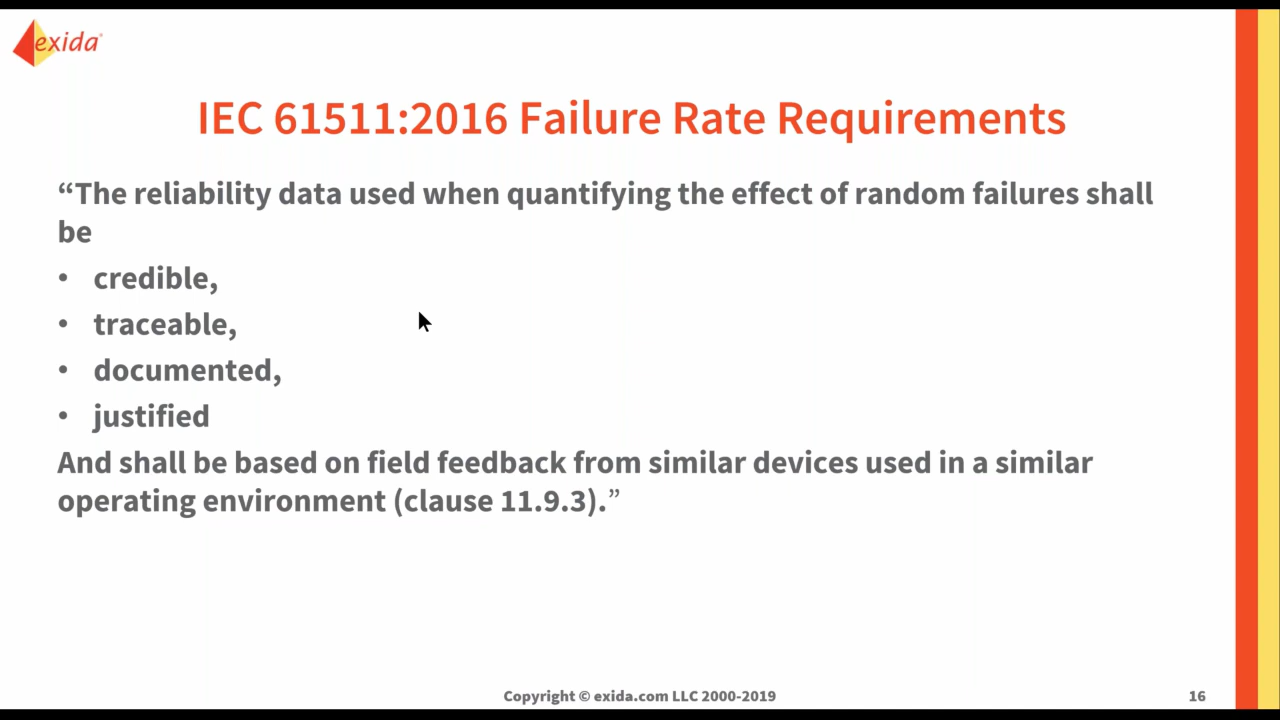 exida
IEC 61511:2016 Failure Rate Requirements
“The reliability data used when quantifying the effect of random failures shall
be
• credible,
• traceable,
• documented,
• justified
And shall be based on field feedback from similar devices used in a similar
operating environment (clause 11.9.3).”
Copyright © exida.com LLC 2000-2019
16